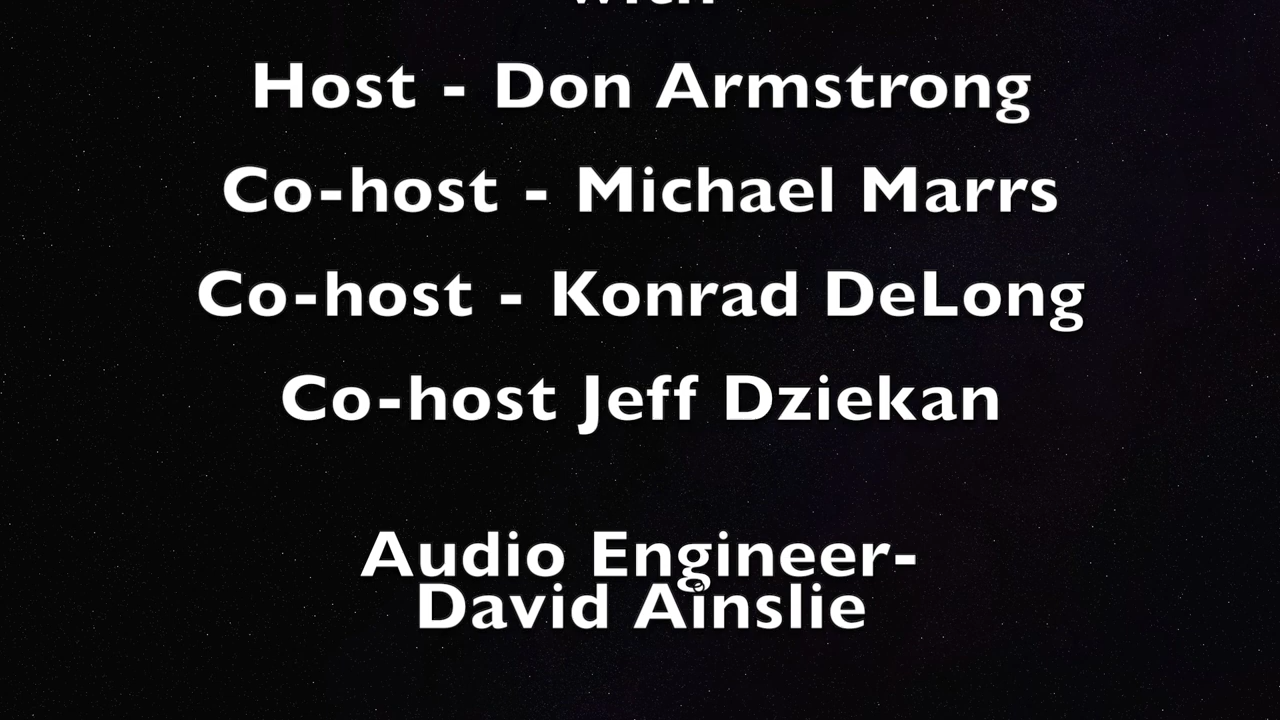 with
Host - Don Armstrong
Co-host - Michael Marrs
Co-host - Konrad DeLong
Co-host Jeff Dziekan
Audio Engineer-
David Ainslie